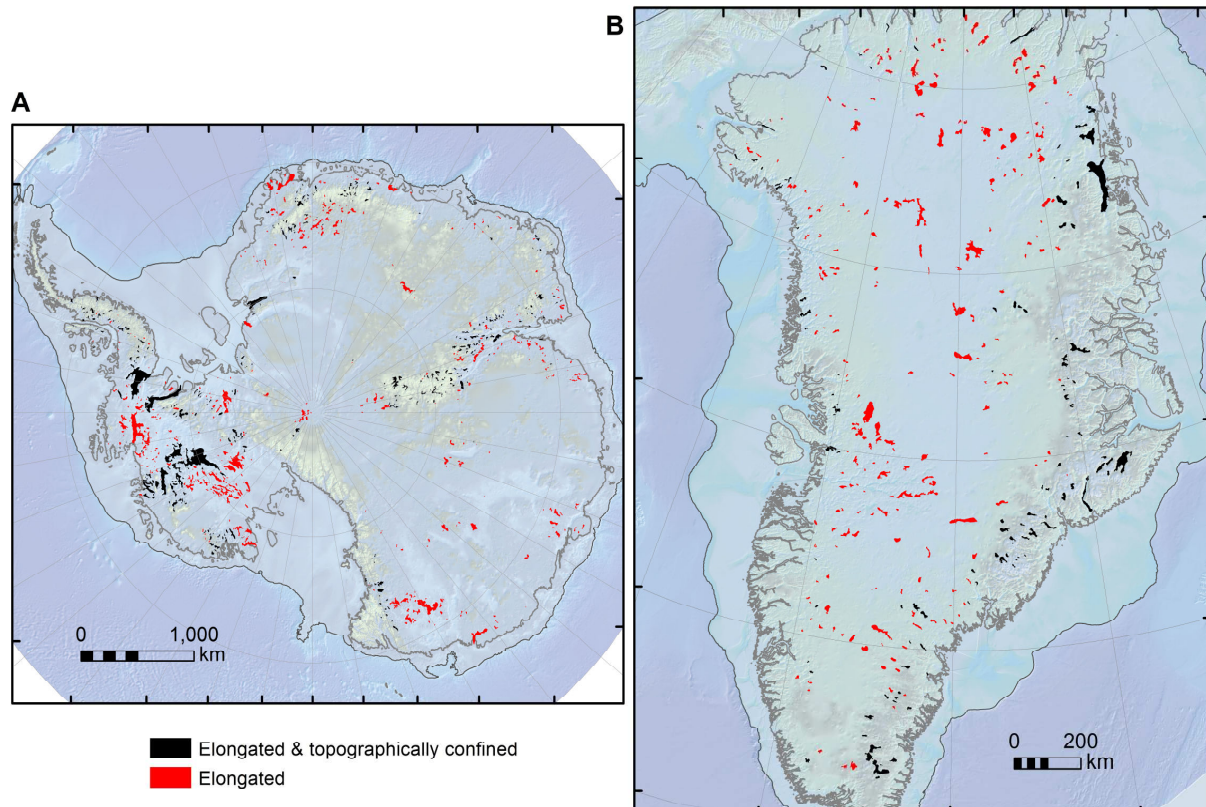 B
A
0 1,000
km
Elongated & topographically confined
Elongated
0 200
km